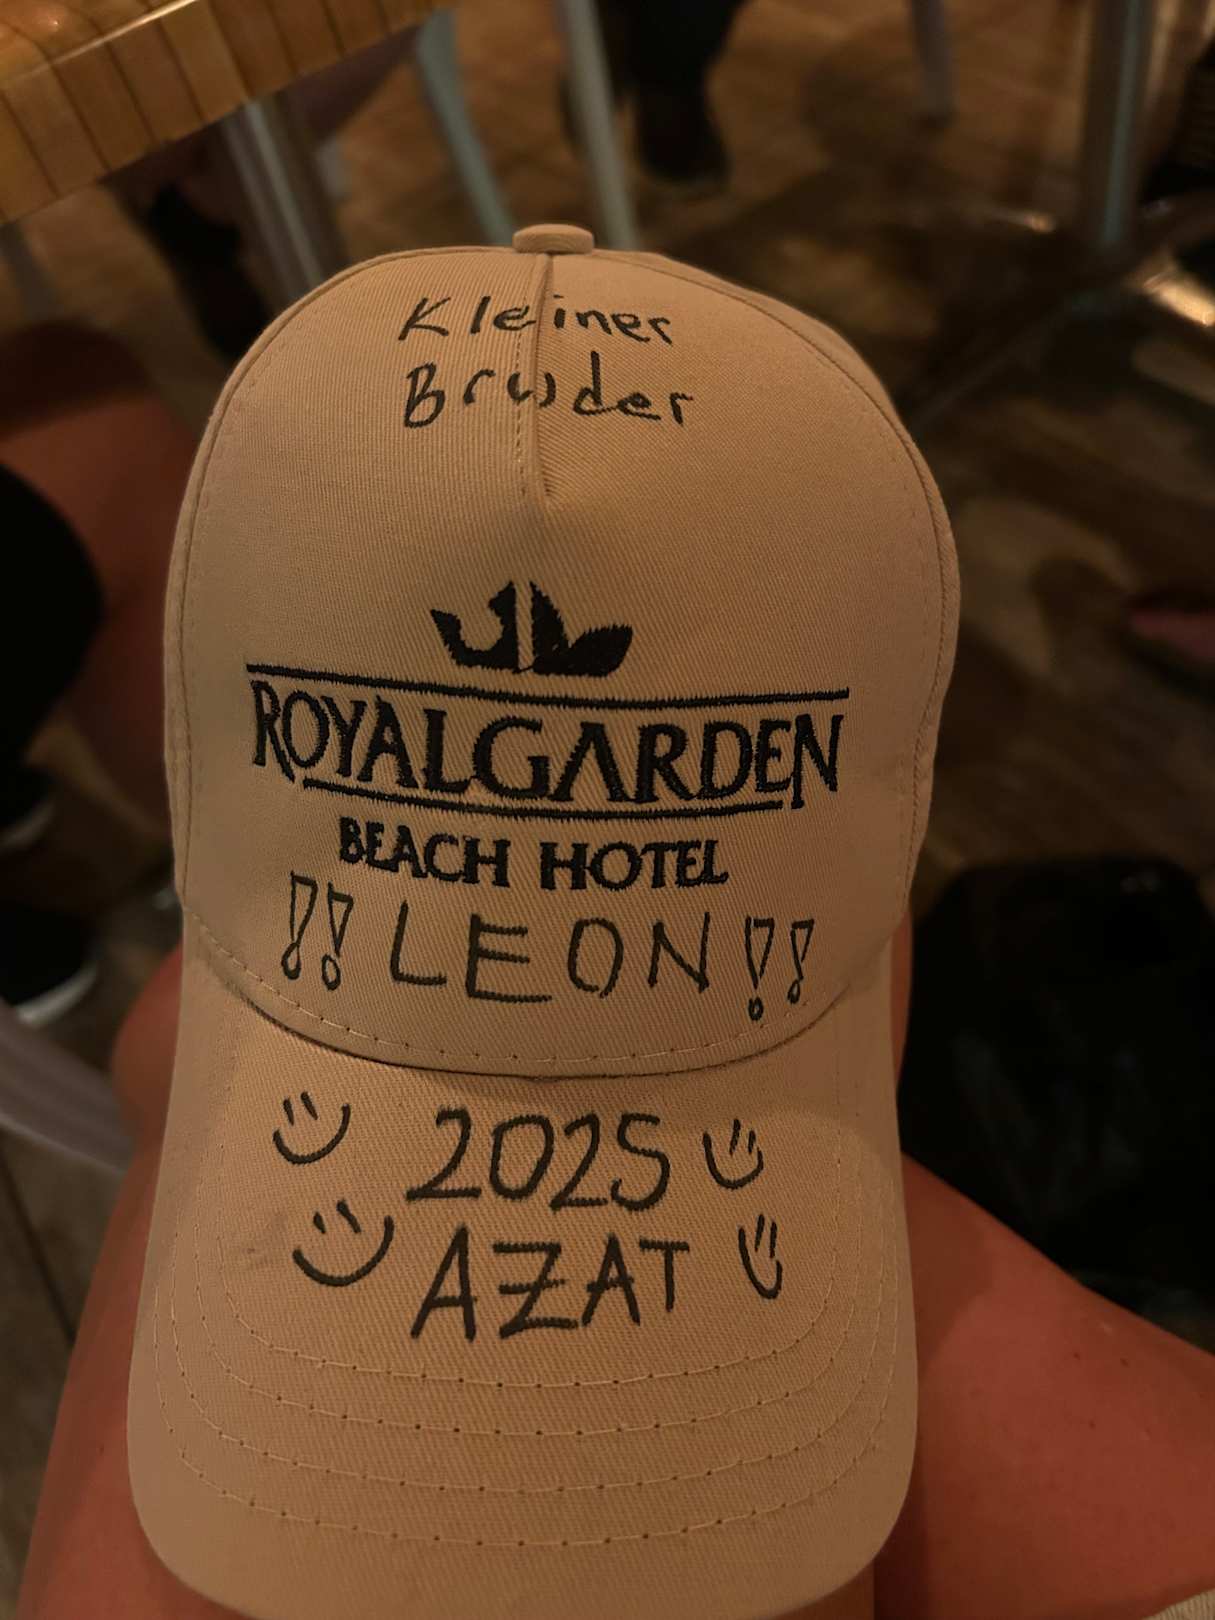 Kleiner
Bruder
ROYALGARDEN
BEACH HOTEL
!! LEON !!
2025
AZAT